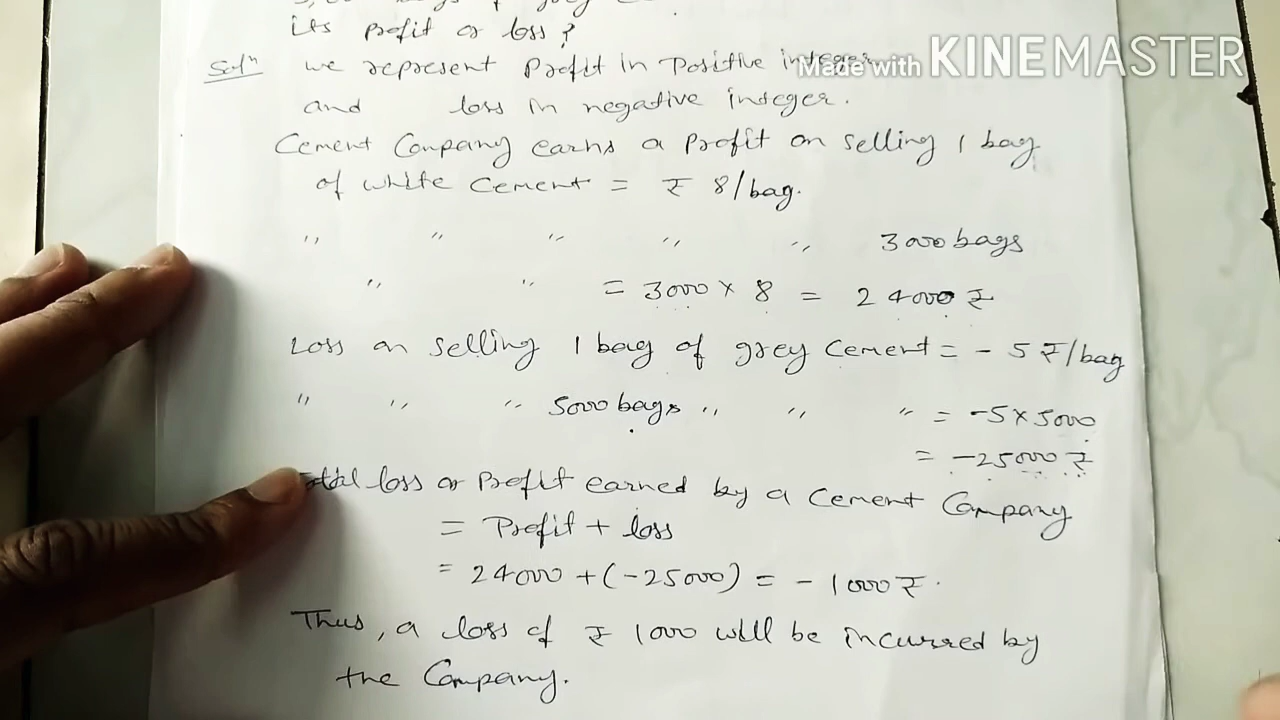 its profit or loss?
Made with KINEMASTER
Solⁿ we represent Profit in Positive integer
and loss in negative integer.
Cement Company earns a Profit on selling 1 bag
of white cement = ₹ 8/bag.
" " " " " 3000 bags
" " = 3000 × 8 = 24000 ₹
Loss on selling 1 bag of grey cement = - 5 ₹/bag
" " " 5000 bags " " " = -5 × 5000
= -25000 ₹
loss or Profit earned by a Cement Company
= Profit + loss
= 24000 + (-25000) = - 1000 ₹.
Thus, a loss of ₹ 1000 will be incurred by
the Company.